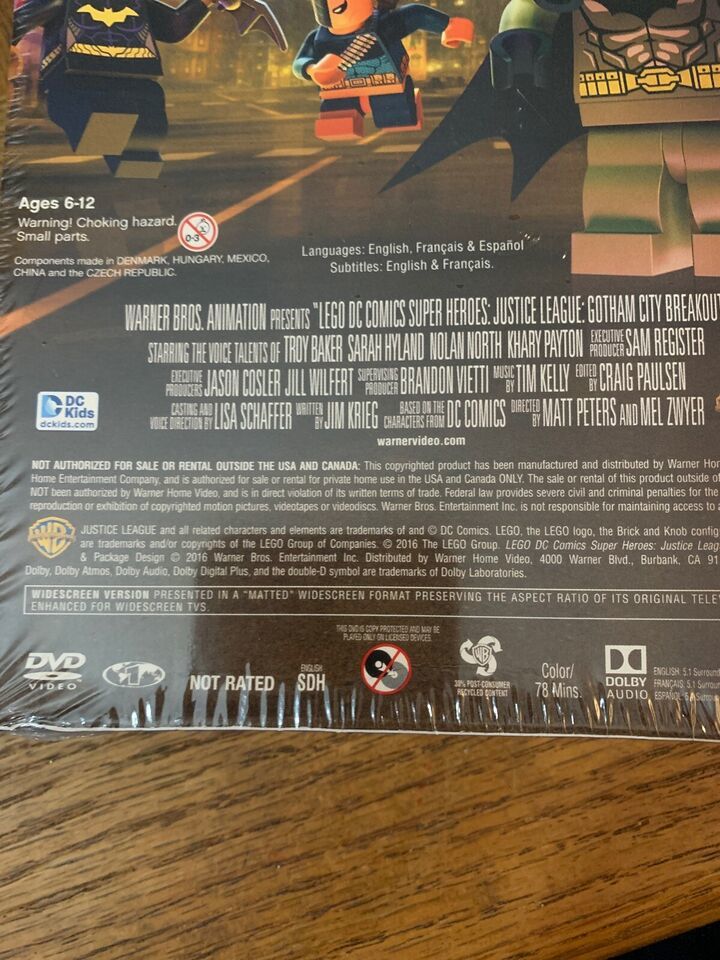 Ages 6-12
Warning! Choking hazard.
Small parts.
0-3
Components made in DENMARK, HUNGARY, MEXICO,
CHINA and the CZECH REPUBLIC.
Languages: English, Français & Español
Subtitles: English & Français.
WARNER BROS. ANIMATION PRESENTS "LEGO DC COMICS SUPER HEROES: JUSTICE LEAGUE: GOTHAM CITY BREAKOUT
STARRING THE VOICE TALENTS OF TROY BAKER SARAH HYLAND NOLAN NORTH KHARY PAYTON EXECUTIVE PRODUCER SAM REGISTER
EXECUTIVE PRODUCERS JASON COSLER JILL WILFERT SUPERVISING PRODUCER BRANDON VIETTI MUSIC BY TIM KELLY EDITED BY CRAIG PAULSEN
CASTING AND VOICE DIRECTION BY LISA SCHAFFER WRITTEN BY JIM KRIEG BASED ON THE CHARACTERS FROM DC COMICS DIRECTED BY MATT PETERS AND MEL ZWYER
DC
Kids
dckids.com
warnervideo.com
NOT AUTHORIZED FOR SALE OR RENTAL OUTSIDE THE USA AND CANADA: This copyrighted product has been manufactured and distributed by Warner Hor
Home Entertainment Company, and is authorized for sale or rental for private home use in the USA and Canada ONLY. The sale or rental of this product outside of
NOT been authorized by Warner Home Video, and is in direct violation of its written terms of trade. Federal law provides severe civil and criminal penalties for the
reproduction or exhibition of copyrighted motion pictures, videotapes or videodiscs. Warner Bros. Entertainment Inc. is not responsible for maintaining access to
JUSTICE LEAGUE and all related characters and elements are trademarks of and © DC Comics. LEGO, the LEGO logo, the Brick and Knob config
are trademarks and/or copyrights of the LEGO Group of Companies. © 2016 The LEGO Group. LEGO DC Comics Super Heroes: Justice Leag
& Package Design © 2016 Warner Bros. Entertainment Inc. Distributed by Warner Home Video, 4000 Warner Blvd., Burbank, CA 91
Dolby, Dolby Atmos, Dolby Audio, Dolby Digital Plus, and the double-D symbol are trademarks of Dolby Laboratories.
WIDESCREEN VERSION PRESENTED IN A "MATTED" WIDESCREEN FORMAT PRESERVING THE ASPECT RATIO OF ITS ORIGINAL TELE
ENHANCED FOR WIDESCREEN TVS.
THIS DVD IS COPY PROTECTED AND MAY BE
PLAYED ONLY ON LICENSED DEVICES.
DVD
VIDEO
1
NOT RATED
ENGLISH
SDH
30% POST-CONSUMER
RECYCLED CONTENT
Color/
78 Mins.
DOLBY
AUDIO
ENGLISH: 5.1 Surround
FRANÇAIS: 5.1 Surround